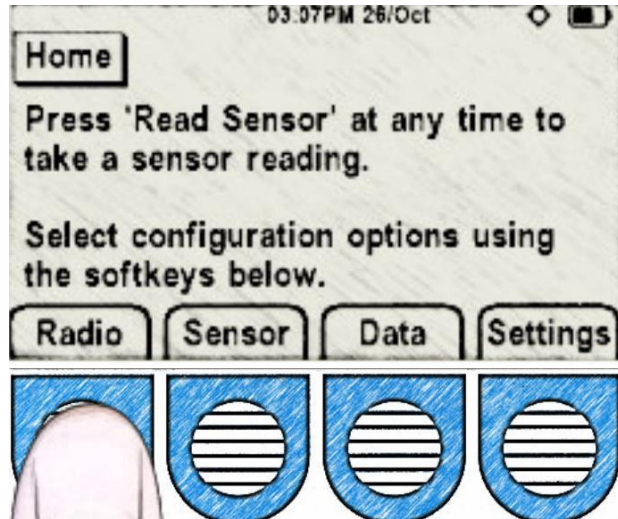 03:07PM 26/Oct
Home
Press 'Read Sensor' at any time to
take a sensor reading.
Select configuration options using
the softkeys below.
Radio Sensor Data Settings